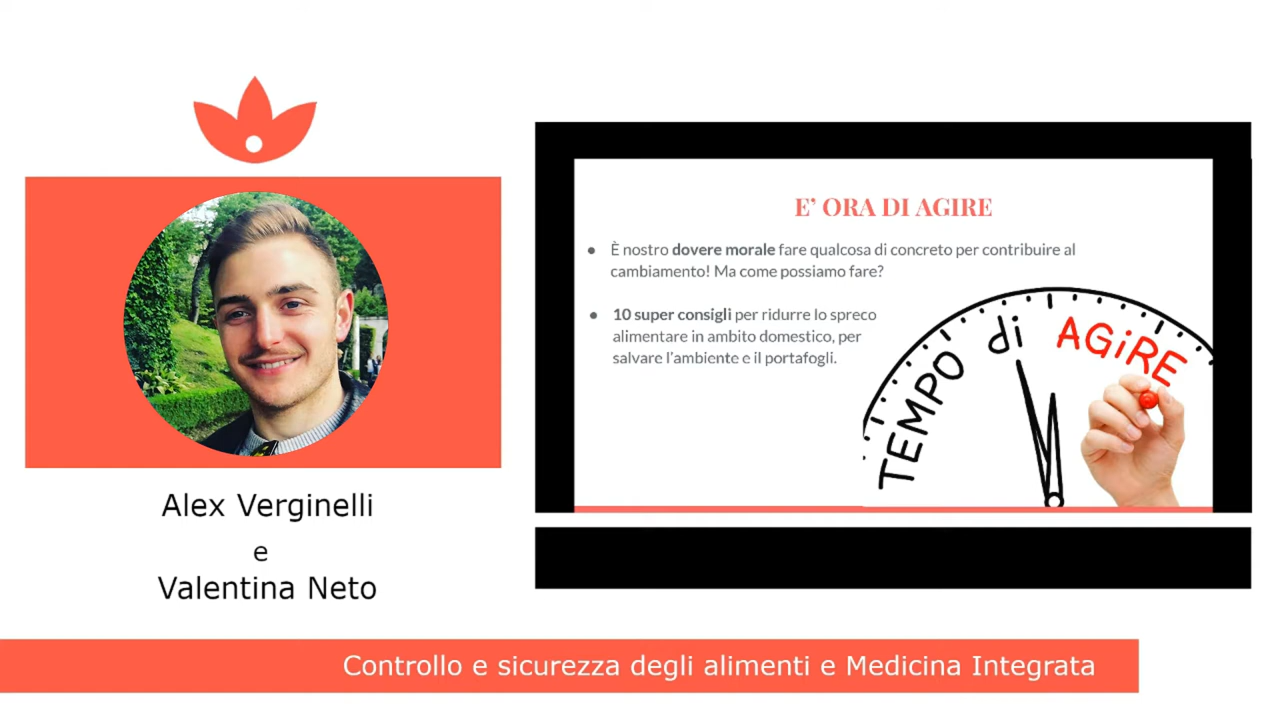 Alex Verginelli
e
Valentina Neto
E' ORA DI AGIRE
● È nostro dovere morale fare qualcosa di concreto per contribuire al
cambiamento! Ma come possiamo fare?
● 10 super consigli per ridurre lo spreco
alimentare in ambito domestico, per
salvare l'ambiente e il portafogli.
TEMPO di AGiRE
Controllo e sicurezza degli alimenti e Medicina Integrata